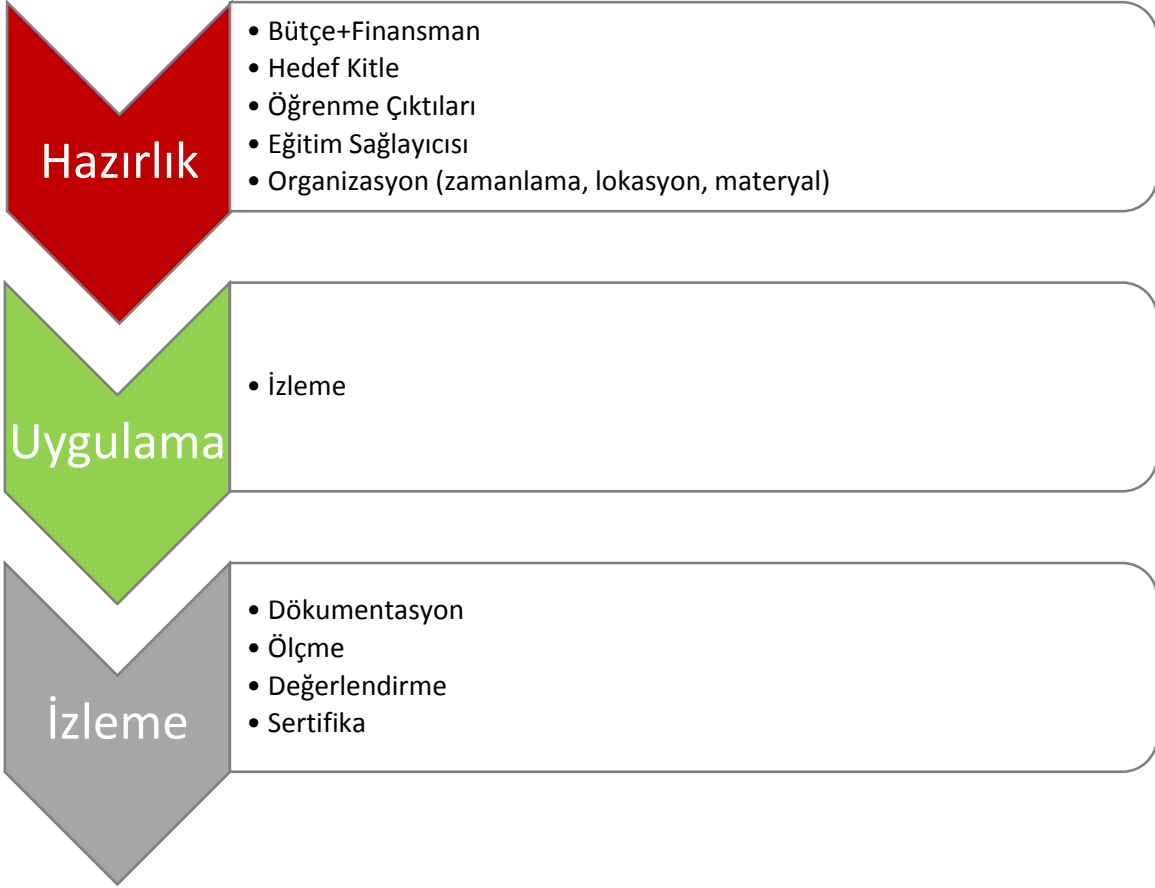 Hazırlık
• Bütçe+Finansman
• Hedef Kitle
• Öğrenme Çıktıları
• Eğitim Sağlayıcısı
• Organizasyon (zamanlama, lokasyon, materyal)
Uygulama
• İzleme
İzleme
• Dökumentasyon
• Ölçme
• Değerlendirme
• Sertifika